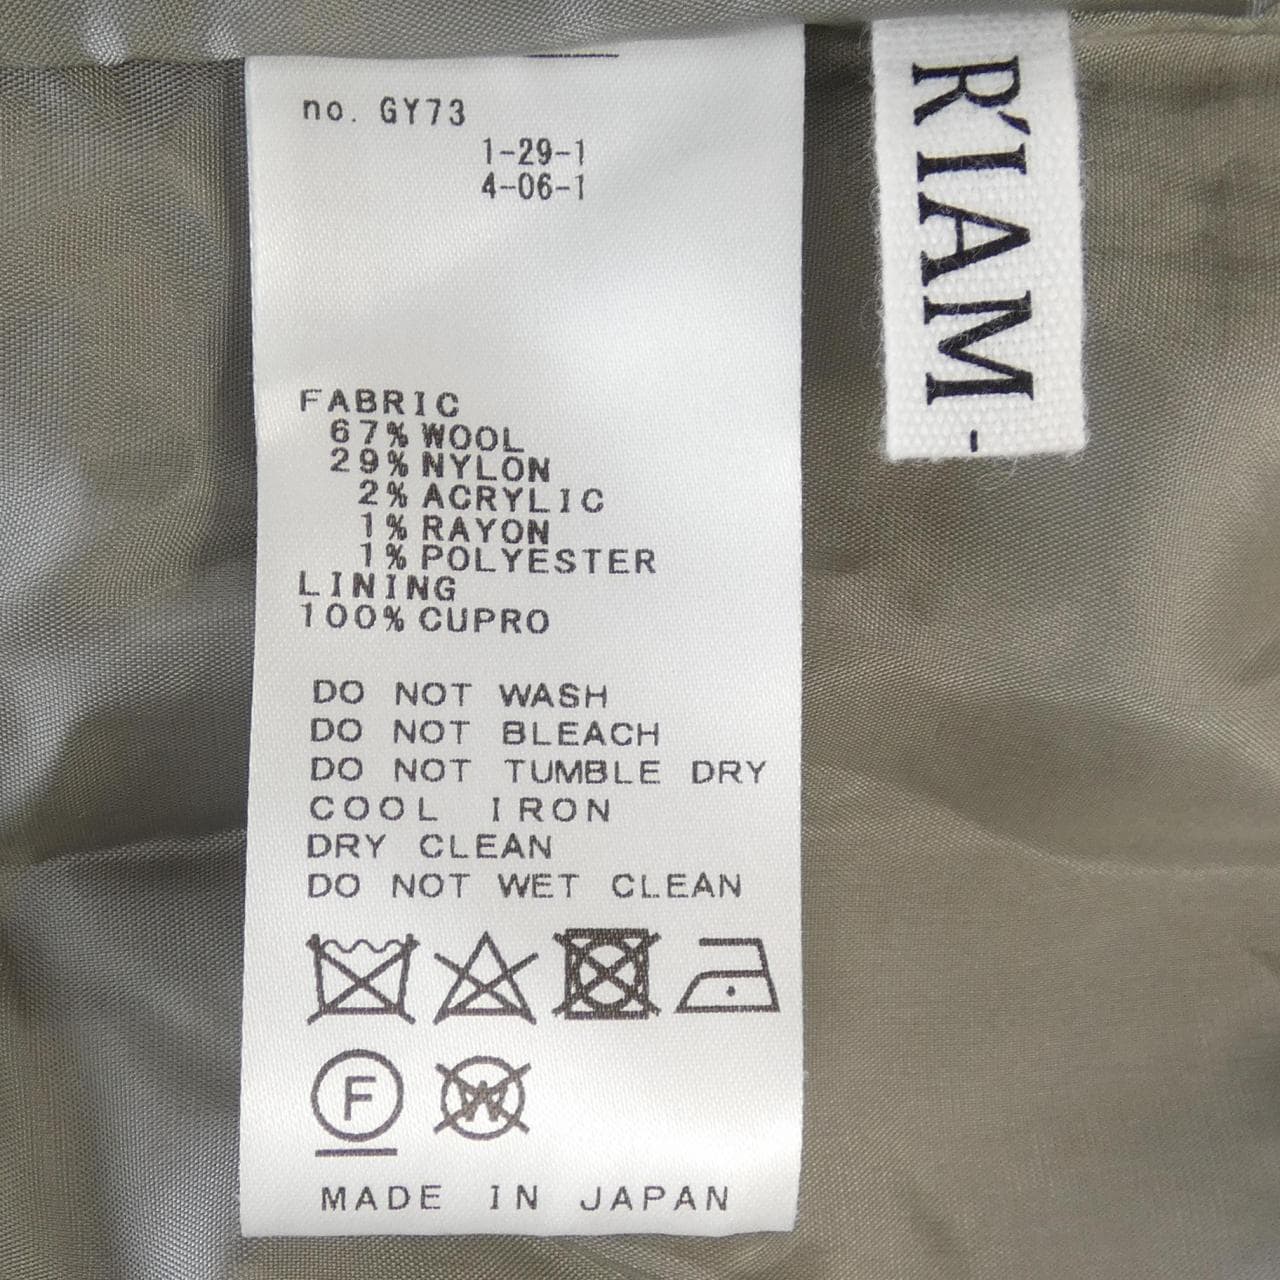 no. GY73
1-29-1
4-06-1
FABRIC
67% WOOL
29% NYLON
2% ACRYLIC
1% RAYON
1% POLYESTER
LINING
100% CUPRO
DO NOT WASH
DO NOT BLEACH
DO NOT TUMBLE DRY
COOL IRON
DRY CLEAN
DO NOT WET CLEAN
F
W
MADE IN JAPAN
R'IAM-